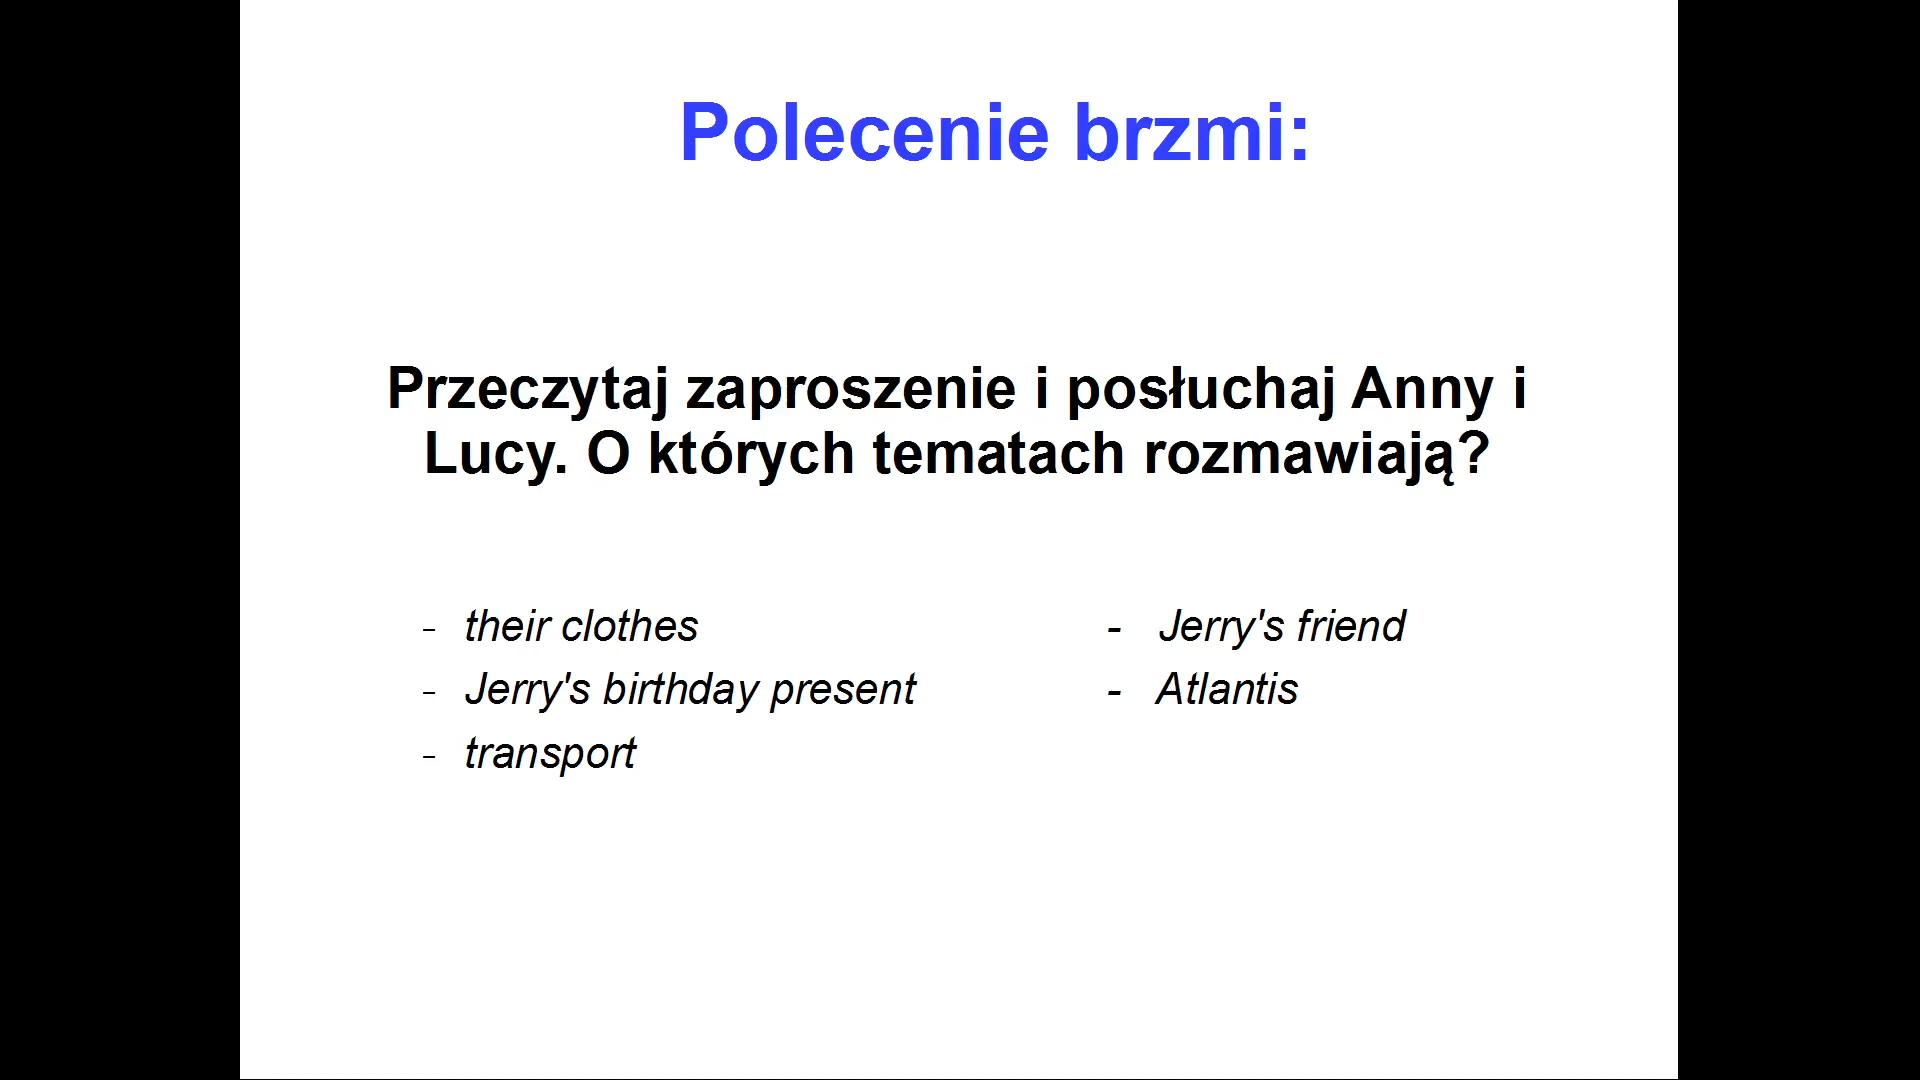 Polecenie brzmi:
Przeczytaj zaproszenie i posłuchaj Anny i
Lucy. O których tematach rozmawiają?
- their clothes
- Jerry's birthday present
- transport
- Jerry's friend
- Atlantis